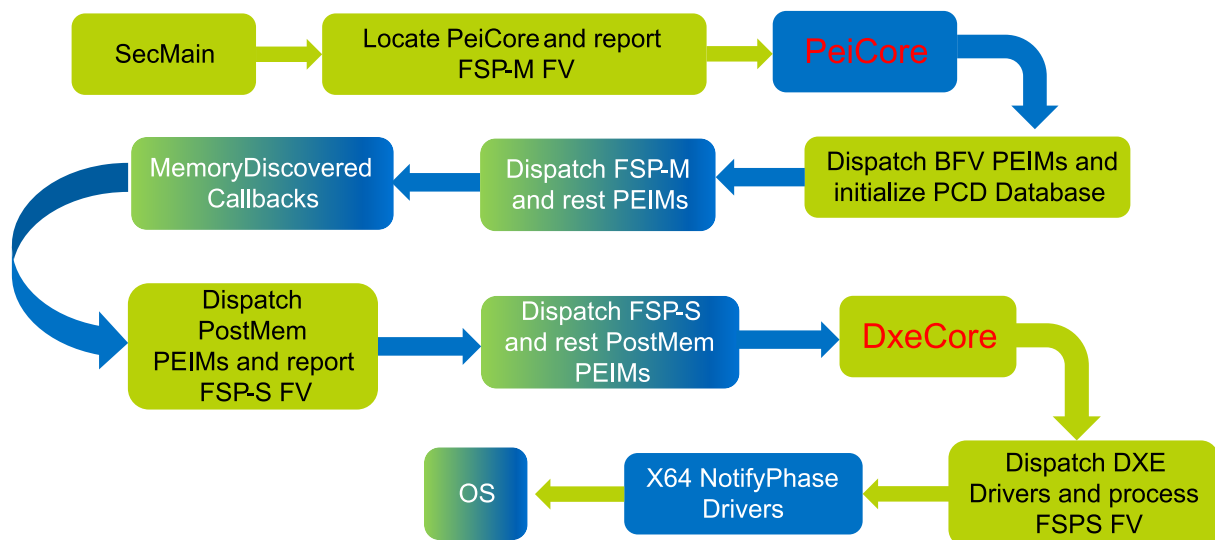 SecMain
Locate PeiCore and report
FSP-M FV
PeiCore
Dispatch BFV PEIMs and
initialize PCD Database
Dispatch FSP-M
and rest PEIMs
MemoryDiscovered
Callbacks
Dispatch
PostMem
PEIMs and report
FSP-S FV
Dispatch FSP-S
and rest PostMem
PEIMs
DxeCore
Dispatch DXE
Drivers and process
FSPS FV
X64 NotifyPhase
Drivers
OS